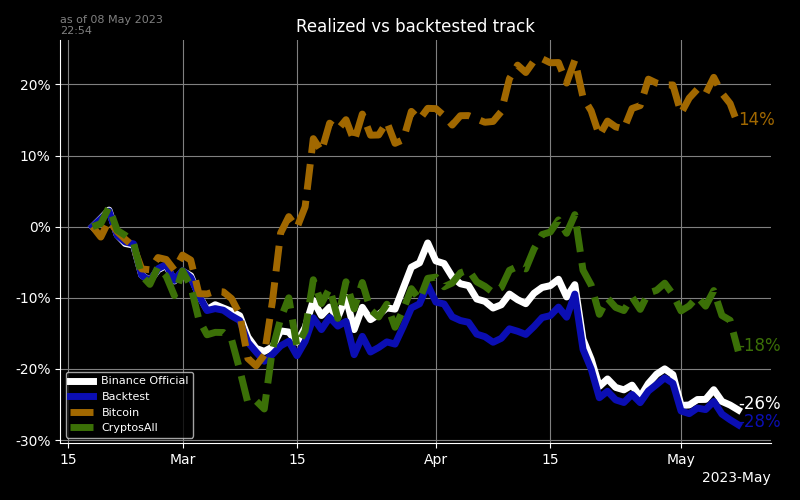 as of 08 May 2023
22:54
Realized vs backtested track
20%
10%
0%
-10%
-20%
-30%
14%
-18%
-26%
-28%
Binance Official
Backtest
Bitcoin
CryptosAll
15
Mar
15
Apr
15
May
2023-May